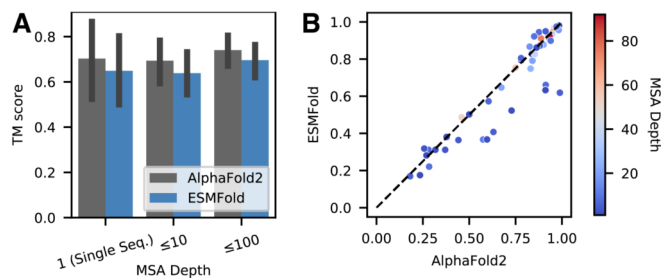 A
0.8
0.6
0.4
0.2
0.0
TM score
AlphaFold2
ESMFold
1 (Single Seq.)
≤10
≤100
MSA Depth
B
1.0
0.8
0.6
0.4
0.2
0.0
ESMFold
0.00
0.25
0.50
0.75
1.00
AlphaFold2
80
60
40
20
MSA Depth